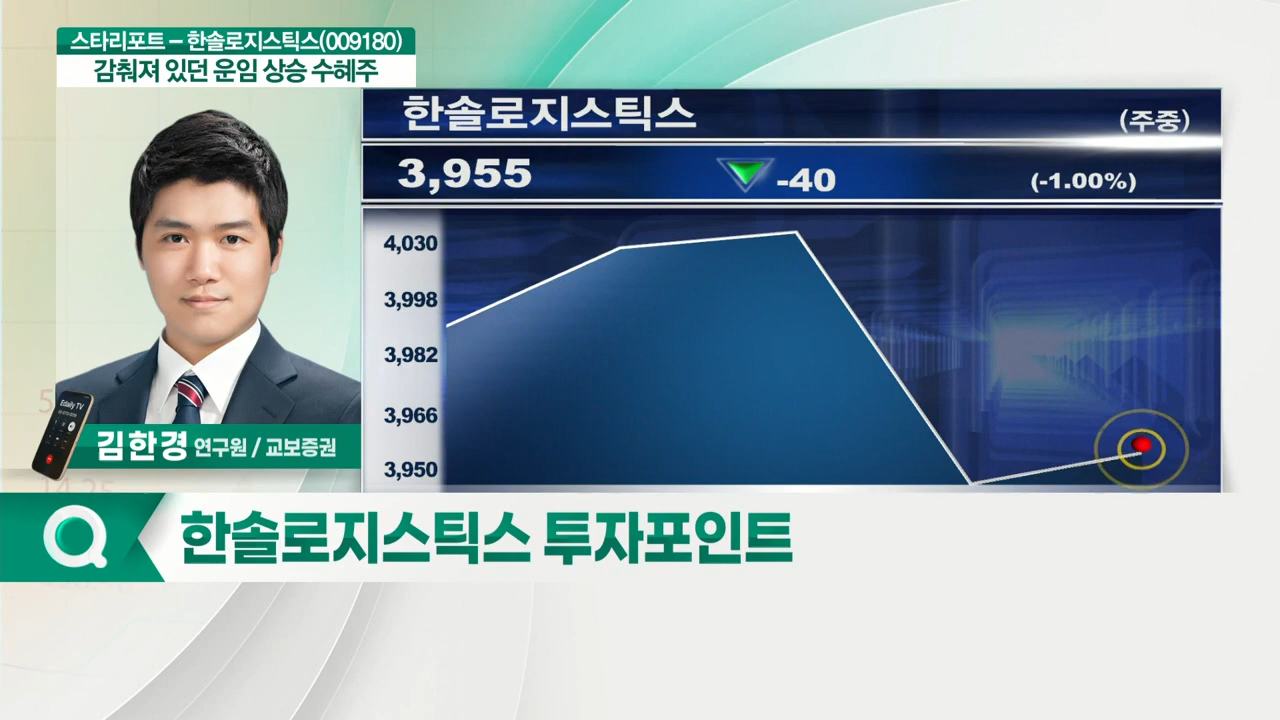 스타리포트 – 한솔로지스틱스(009180)
감춰져 있던 운임 상승 수혜주
한솔로지스틱스
(주중)
3,955
-40
(-1.00%)
4,030
3,998
3,982
3,966
3,950
Edaily TV
김한경 연구원 / 교보증권
한솔로지스틱스 투자포인트